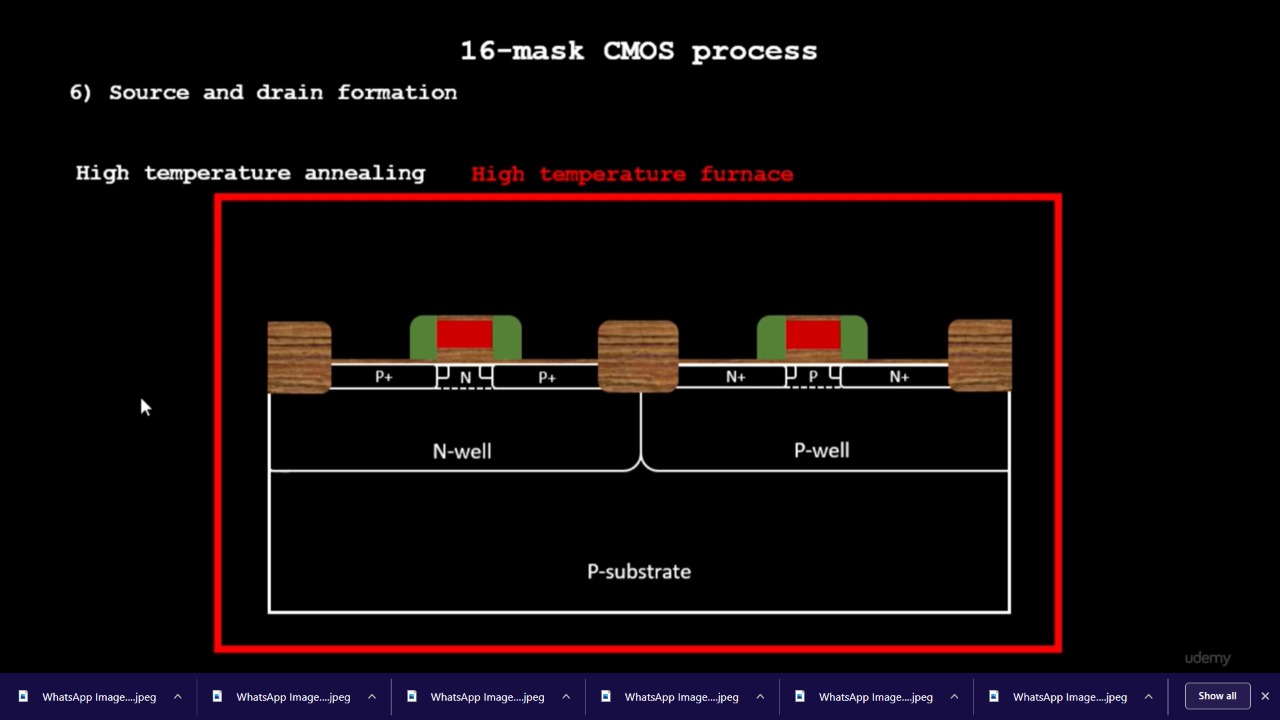 16-mask CMOS process
6) Source and drain formation
High temperature annealing High temperature furnace
P+ N P+ N+ P N+
N-well P-well
P-substrate
udemy
WhatsApp Image....jpeg WhatsApp Image....jpeg WhatsApp Image....jpeg WhatsApp Image....jpeg WhatsApp Image....jpeg WhatsApp Image....jpeg Show all